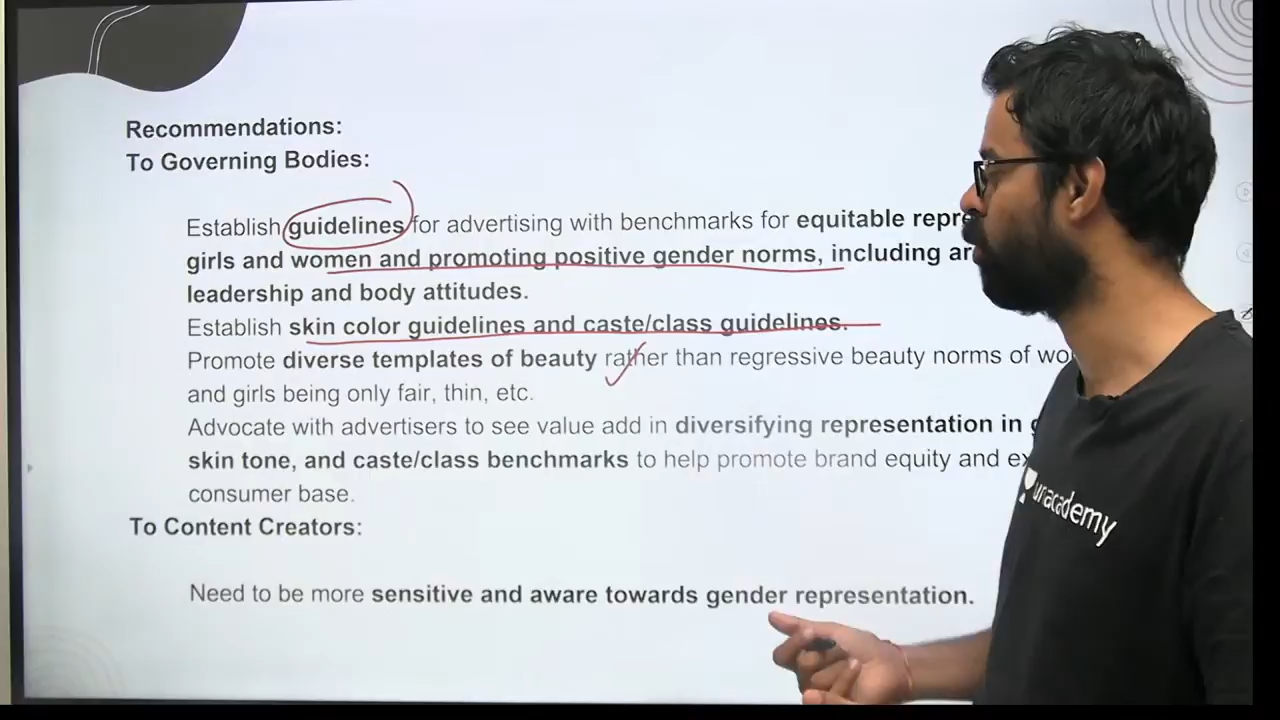 Recommendations:
To Governing Bodies:
Establish guidelines for advertising with benchmarks for equitable repre
girls and women and promoting positive gender norms, including ar
leadership and body attitudes.
Establish skin color guidelines and caste/class guidelines.
Promote diverse templates of beauty rather than regressive beauty norms of wo
and girls being only fair, thin, etc.
Advocate with advertisers to see value add in diversifying representation in g
skin tone, and caste/class benchmarks to help promote brand equity and ex
consumer base.
To Content Creators:
Need to be more sensitive and aware towards gender representation.
unacademy